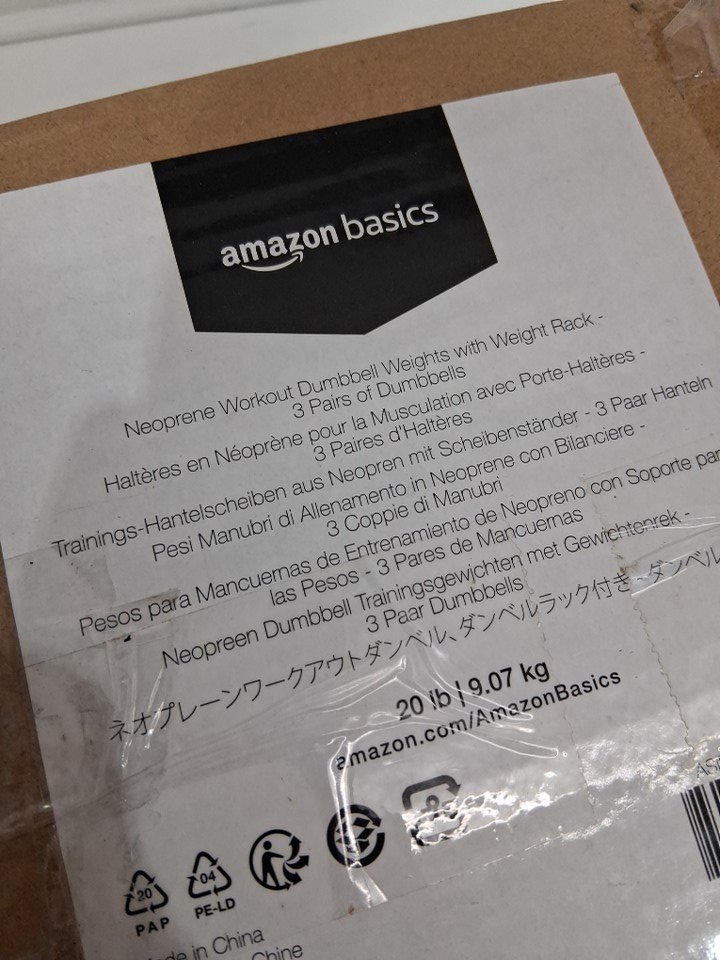 amazon basics
Neoprene Workout Dumbbell Weights with Weight Rack -
3 Pairs of Dumbbells
Haltères en Néoprène pour la Musculation avec Porte-Haltères -
3 Paires d'Haltères
Trainings-Hantelscheiben aus Neopren mit Scheibenständer - 3 Paar Hanteln
Pesi Manubri di Allenamento in Neoprene con Bilanciere -
3 Coppie di Manubri
Pesos para Mancuernas de Entrenamiento de Neopreno con Soporte para
las Pesos - 3 Pares de Mancuernas
Neopreen Dumbbell Trainingsgewichten met Gewichtenrek -
3 Paar Dumbbells
ネオプレーンワークアウトダンベル、ダンベルラック付き - ダンベル
20 lb | 9.07 kg
amazon.com/AmazonBasics
20
PAP
04
PE-LD
in China
Chine